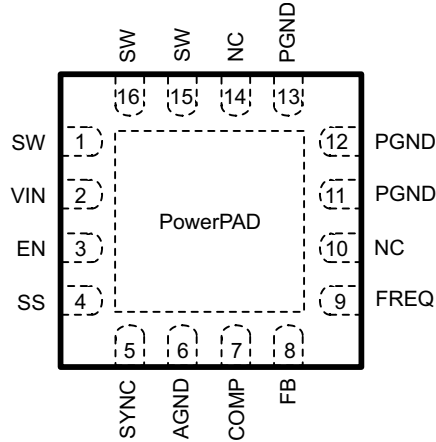 SW
SW
NC
PGND
16
15
14
13
SW 1
12 PGND
VIN 2
11 PGND
PowerPAD
EN 3
10 NC
SS 4
9 FREQ
5
6
7
8
SYNC
AGND
COMP
FB